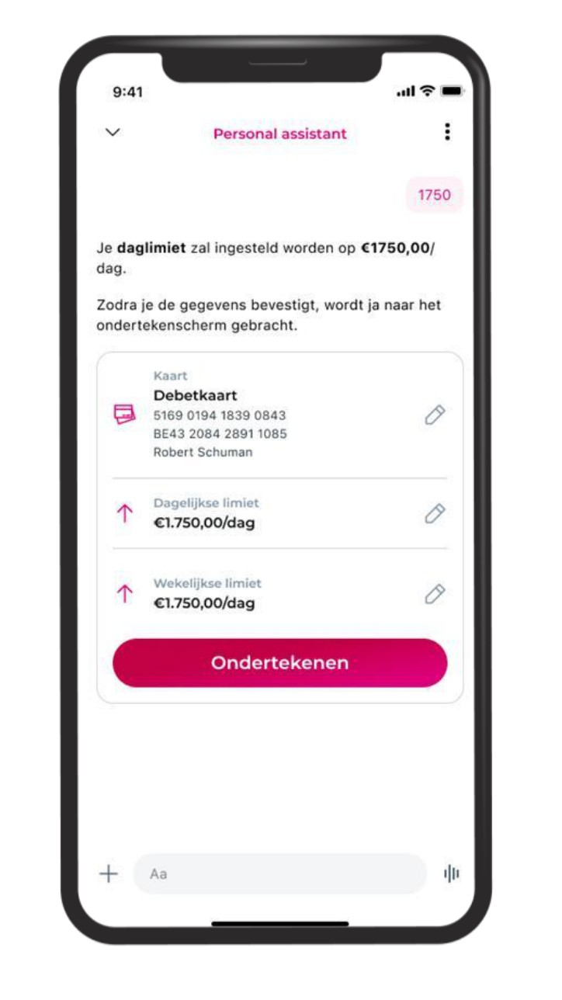 9:41
Personal assistant
1750
Je daglimiet zal ingesteld worden op €1750,00/
dag.
Zodra je de gegevens bevestigt, wordt ja naar het
ondertekenscherm gebracht.
Kaart
Debetkaart
5169 0194 1839 0843
BE43 2084 2891 1085
Robert Schuman
Dagelijkse limiet
€1.750,00/dag
Wekelijkse limiet
€1.750,00/dag
Ondertekenen
Aa